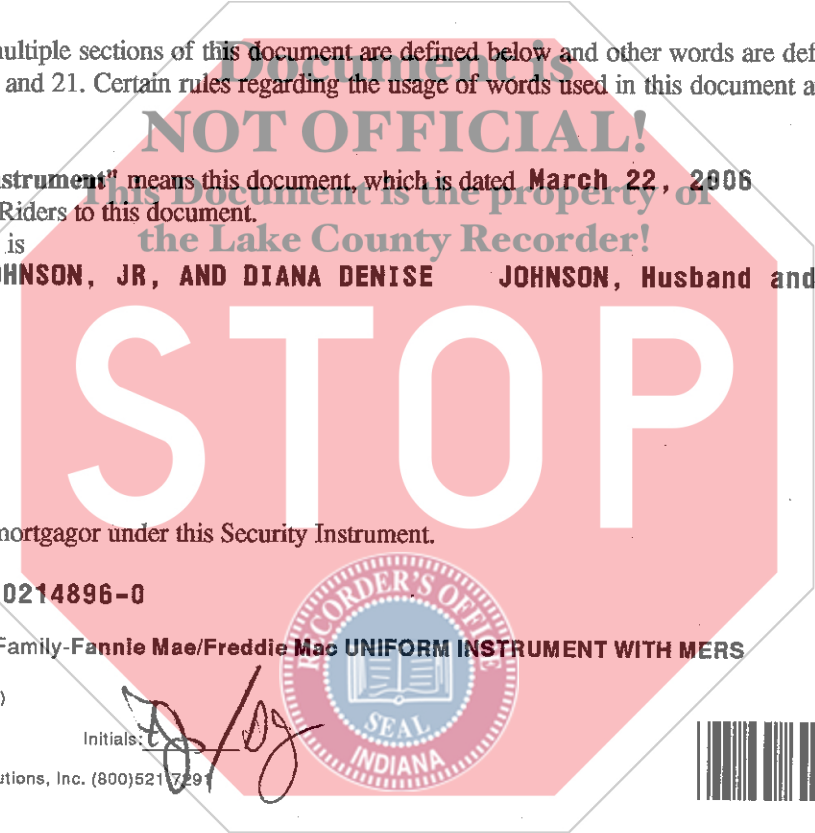 multiple sections of this document are defined below and other words are def
and 21. Certain rules regarding the usage of words used in this document a
Document is
NOT OFFICIAL!
This Document is the property of
the Lake County Recorder!
strument" means this document, which is dated March 22, 2006
Riders to this document.
is
OHNSON, JR, AND DIANA DENISE JOHNSON, Husband and
STOP
mortgagor under this Security Instrument.
0214896-0
Family-Fannie Mae/Freddie Mac UNIFORM INSTRUMENT WITH MERS
)
Initials:
utions, Inc. (800)521-7291
RECORDER'S OFFICE
SEAL
INDIANA